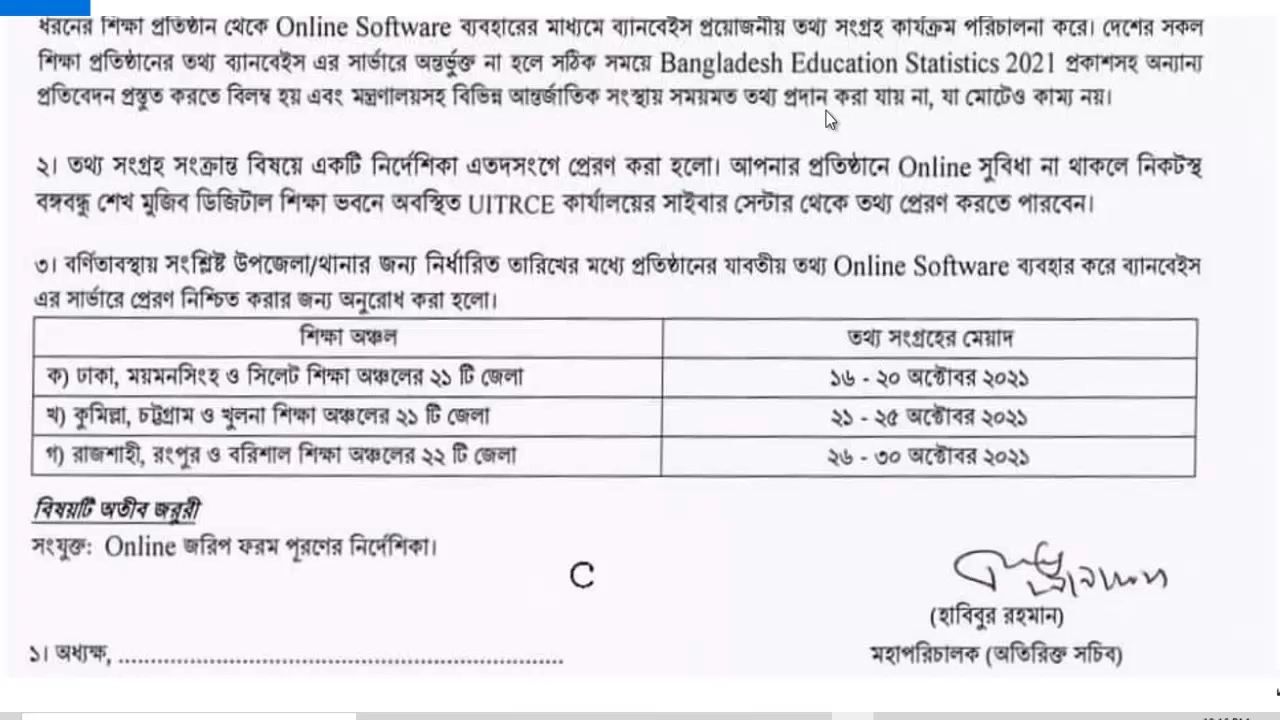 ধরনের শিক্ষা প্রতিষ্ঠান থেকে Online Software ব্যবহারের মাধ্যমে ব্যানবেইস প্রয়োজনীয় তথ্য সংগ্রহ কার্যক্রম পরিচালনা করে। দেশের সকল
শিক্ষা প্রতিষ্ঠানের তথ্য ব্যানবেইস এর সার্ভারে অন্তর্ভুক্ত না হলে সঠিক সময়ে Bangladesh Education Statistics 2021 প্রকাশসহ অন্যান্য
প্রতিবেদন প্রস্তুত করতে বিলম্ব হয় এবং মন্ত্রণালয়সহ বিভিন্ন আন্তর্জাতিক সংস্থায় সময়মত তথ্য প্রদান করা যায় না, যা মোটেও কাম্য নয়।
২। তথ্য সংগ্রহ সংক্রান্ত বিষয়ে একটি নির্দেশিকা এতদসংগে প্রেরণ করা হলো। আপনার প্রতিষ্ঠানে Online সুবিধা না থাকলে নিকটস্থ
বঙ্গবন্ধু শেখ মুজিব ডিজিটাল শিক্ষা ভবনে অবস্থিত UITRCE কার্যালয়ের সাইবার সেন্টার থেকে তথ্য প্রেরণ করতে পারবেন।
৩। বর্ণিতাবস্থায় সংশ্লিষ্ট উপজেলা/থানার জন্য নির্ধারিত তারিখের মধ্যে প্রতিষ্ঠানের যাবতীয় তথ্য Online Software ব্যবহার করে ব্যানবেইস
এর সার্ভারে প্রেরণ নিশ্চিত করার জন্য অনুরোধ করা হলো।
শিক্ষা অঞ্চল তথ্য সংগ্রহের মেয়াদ
ক) ঢাকা, ময়মনসিংহ ও সিলেট শিক্ষা অঞ্চলের ২১ টি জেলা ১৬ - ২০ অক্টোবর ২০২১
খ) কুমিল্লা, চট্টগ্রাম ও খুলনা শিক্ষা অঞ্চলের ২১ টি জেলা ২১ - ২৫ অক্টোবর ২০২১
গ) রাজশাহী, রংপুর ও বরিশাল শিক্ষা অঞ্চলের ২২ টি জেলা ২৬ - ৩০ অক্টোবর ২০২১
বিষয়টি অতীব জরুরী
সংযুক্ত: Online জরিপ ফরম পূরণের নির্দেশিকা।
(হাবিবুর রহমান)
১। অধ্যক্ষ, ........................................................ মহাপরিচালক (অতিরিক্ত সচিব)